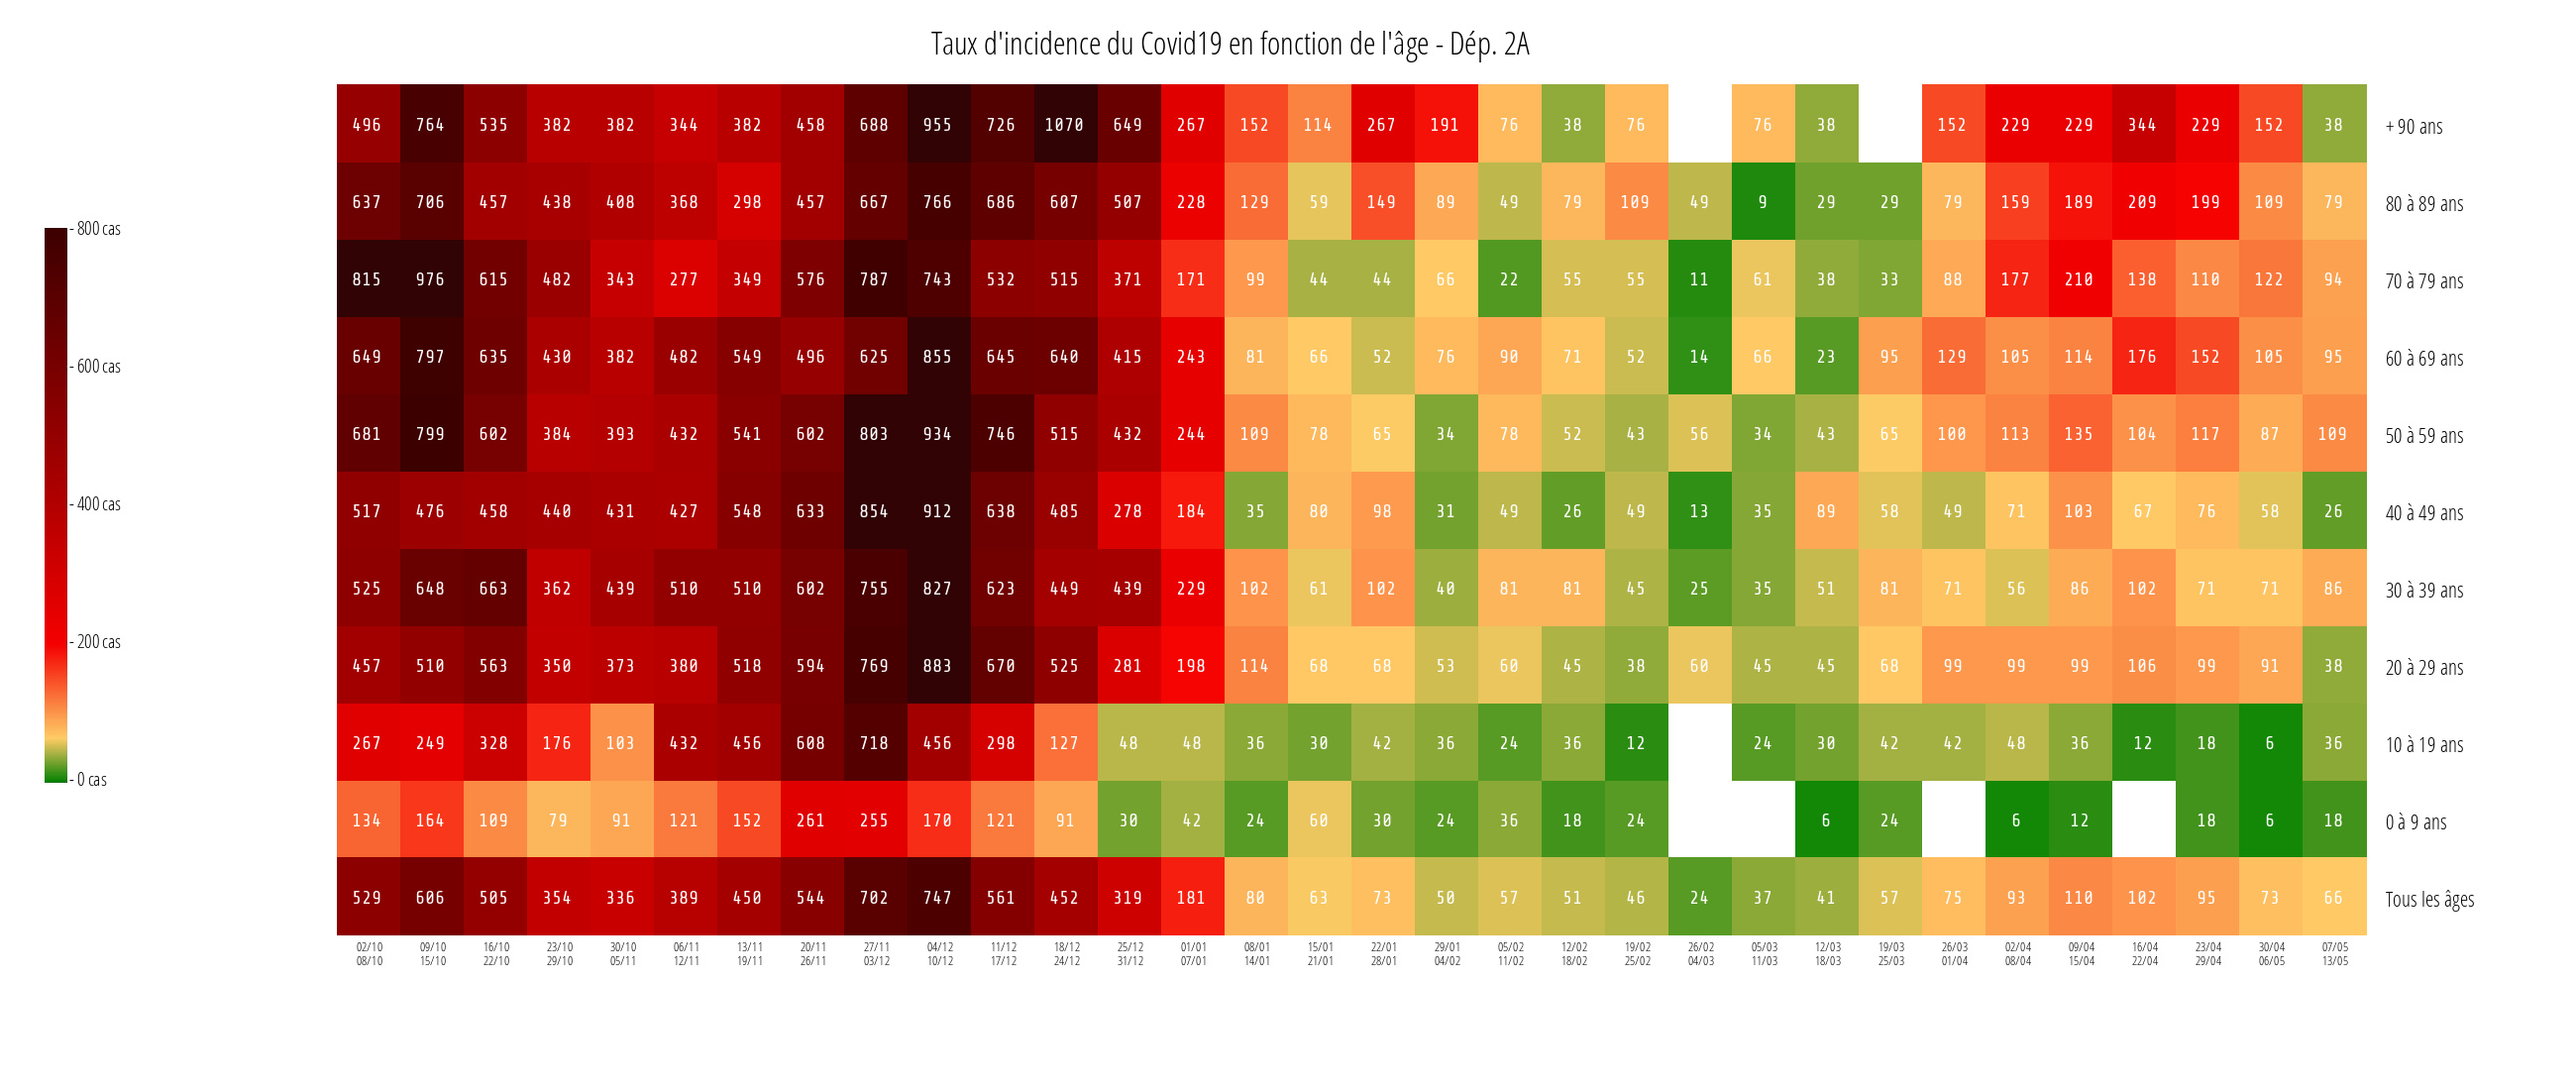 Taux d'incidence du Covid19 en fonction de l'âge - Dép. 2A
- 800 cas
- 600 cas
- 400 cas
- 200 cas
- 0 cas
496 764 535 382 382 344 382 458 688 955 726 1070 649 267 152 114 267 191 76 38 76 76 38 152 229 229 344 229 152 38 + 90 ans
637 706 457 438 408 368 298 457 667 766 686 607 507 228 129 59 149 89 49 79 109 49 9 29 29 79 159 189 209 199 109 79 80 à 89 ans
815 976 615 482 343 277 349 576 787 743 532 515 371 171 99 44 44 66 22 55 55 11 61 38 33 88 177 210 138 110 122 94 70 à 79 ans
649 797 635 430 382 482 549 496 625 855 645 640 415 243 81 66 52 76 90 71 52 14 66 23 95 129 105 114 176 152 105 95 60 à 69 ans
681 799 602 384 393 432 541 602 803 934 746 515 432 244 109 78 65 34 78 52 43 56 34 43 65 100 113 135 104 117 87 109 50 à 59 ans
517 476 458 440 431 427 548 633 854 912 638 485 278 184 35 80 98 31 49 26 49 13 35 89 58 49 71 103 67 76 58 26 40 à 49 ans
525 648 663 362 439 510 510 602 755 827 623 449 439 229 102 61 102 40 81 81 45 25 35 51 81 71 56 86 102 71 71 86 30 à 39 ans
457 510 563 350 373 380 518 594 769 883 670 525 281 198 114 68 68 53 60 45 38 60 45 45 68 99 99 99 106 99 91 38 20 à 29 ans
267 249 328 176 103 432 456 608 718 456 298 127 48 48 36 30 42 36 24 36 12 24 30 42 42 48 36 12 18 6 36 10 à 19 ans
134 164 109 79 91 121 152 261 255 170 121 91 30 42 24 60 30 24 36 18 24 6 24 6 12 18 6 18 0 à 9 ans
529 606 505 354 336 389 450 544 702 747 561 452 319 181 80 63 73 50 57 51 46 24 37 41 57 75 93 110 102 95 73 66 Tous les âges
02/10 09/10 16/10 23/10 30/10 06/11 13/11 20/11 27/11 04/12 11/12 18/12 25/12 01/01 08/01 15/01 22/01 29/01 05/02 12/02 19/02 26/02 05/03 12/03 19/03 26/03 02/04 09/04 16/04 23/04 30/04 07/05
08/10 15/10 22/10 29/10 05/11 12/11 19/11 26/11 03/12 10/12 17/12 24/12 31/12 07/01 14/01 21/01 28/01 04/02 11/02 18/02 25/02 04/03 11/03 18/03 25/03 01/04 08/04 15/04 22/04 29/04 06/05 13/05